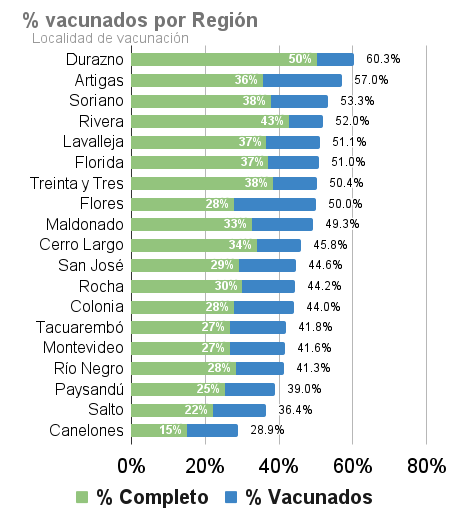 % vacunados por Región
Localidad de vacunación
Durazno 50% 60.3%
Artigas 36% 57.0%
Soriano 38% 53.3%
Rivera 43% 52.0%
Lavalleja 37% 51.1%
Florida 37% 51.0%
Treinta y Tres 38% 50.4%
Flores 28% 50.0%
Maldonado 33% 49.3%
Cerro Largo 34% 45.8%
San José 29% 44.6%
Rocha 30% 44.2%
Colonia 28% 44.0%
Tacuarembó 27% 41.8%
Montevideo 27% 41.6%
Río Negro 28% 41.3%
Paysandú 25% 39.0%
Salto 22% 36.4%
Canelones 15% 28.9%
0% 20% 40% 60% 80%
% Completo % Vacunados